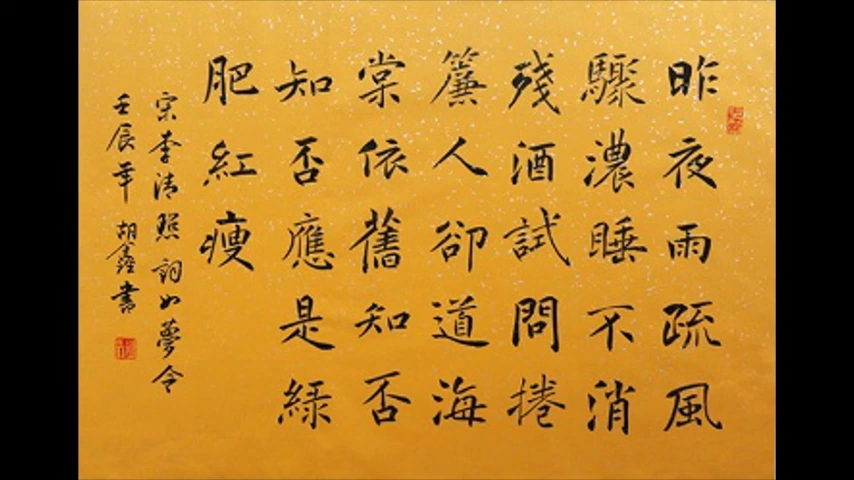 昨夜雨疏風
驟濃睡不消
殘酒試問捲
簾人卻道海
棠依舊知否
知否應是綠
肥紅瘦
宋李清照詞如夢令
壬辰年胡鑫書